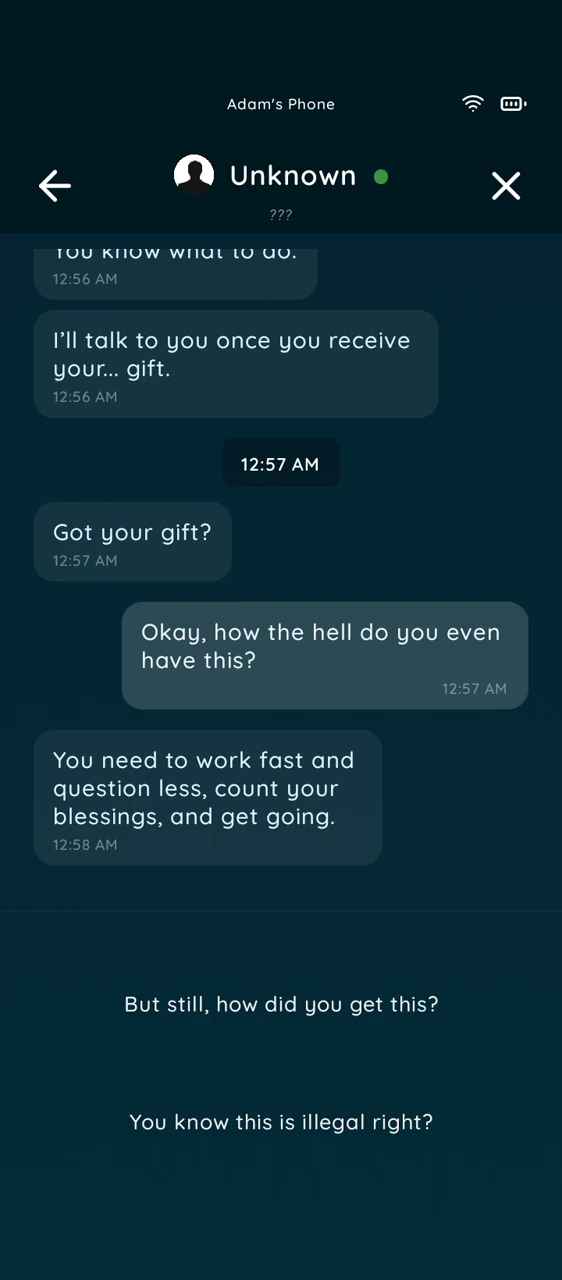 Adam's Phone
Unknown
???
You know what to do.
12:56 AM
I’ll talk to you once you receive
your... gift.
12:56 AM
12:57 AM
Got your gift?
12:57 AM
Okay, how the hell do you even
have this?
12:57 AM
You need to work fast and
question less, count your
blessings, and get going.
12:58 AM
But still, how did you get this?
You know this is illegal right?